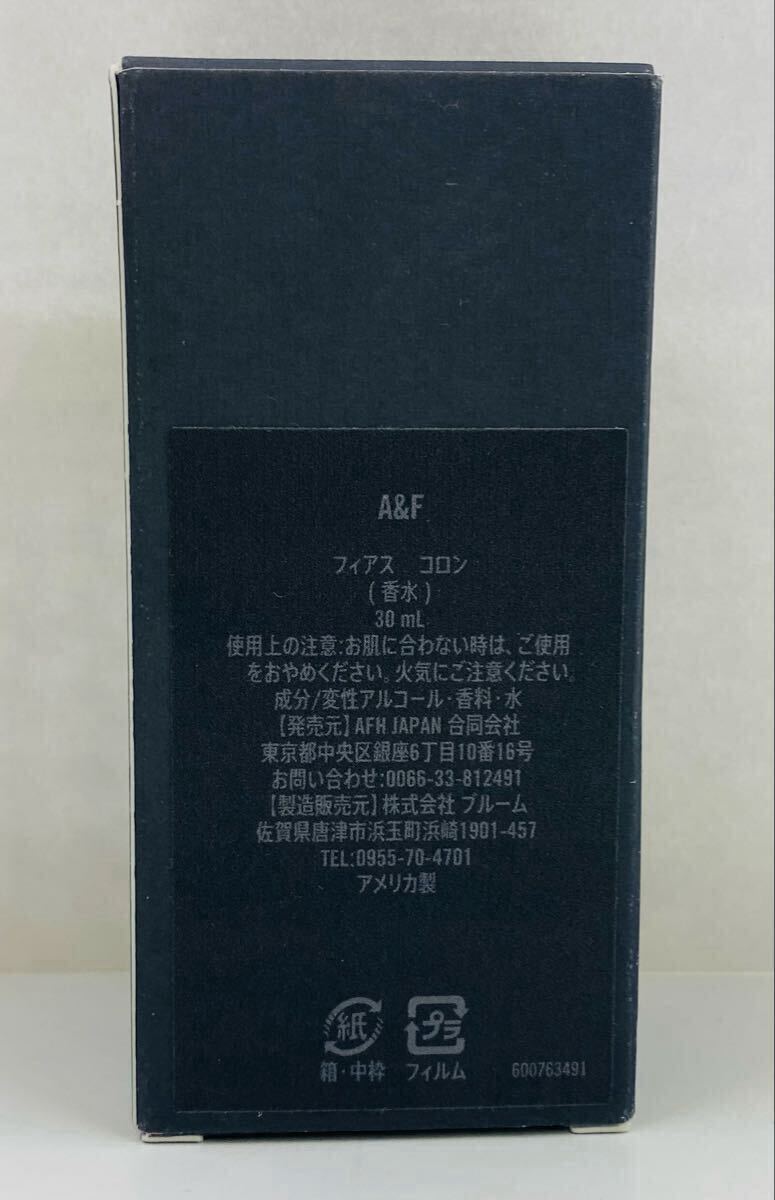 A&F
フィアス　コロン
(香水)
30 mL
使用上の注意:お肌に合わない時は、ご使用
をおやめください。火気にご注意ください。
成分/変性アルコール・香料・水
【発売元】AFH JAPAN 合同会社
東京都中央区銀座6丁目10番16号
お問い合わせ:0066-33-812491
【製造販売元】株式会社 ブルーム
佐賀県唐津市浜玉町浜崎1901-457
TEL:0955-70-4701
アメリカ製
紙 プラ
箱・中枠 フィルム 600763491